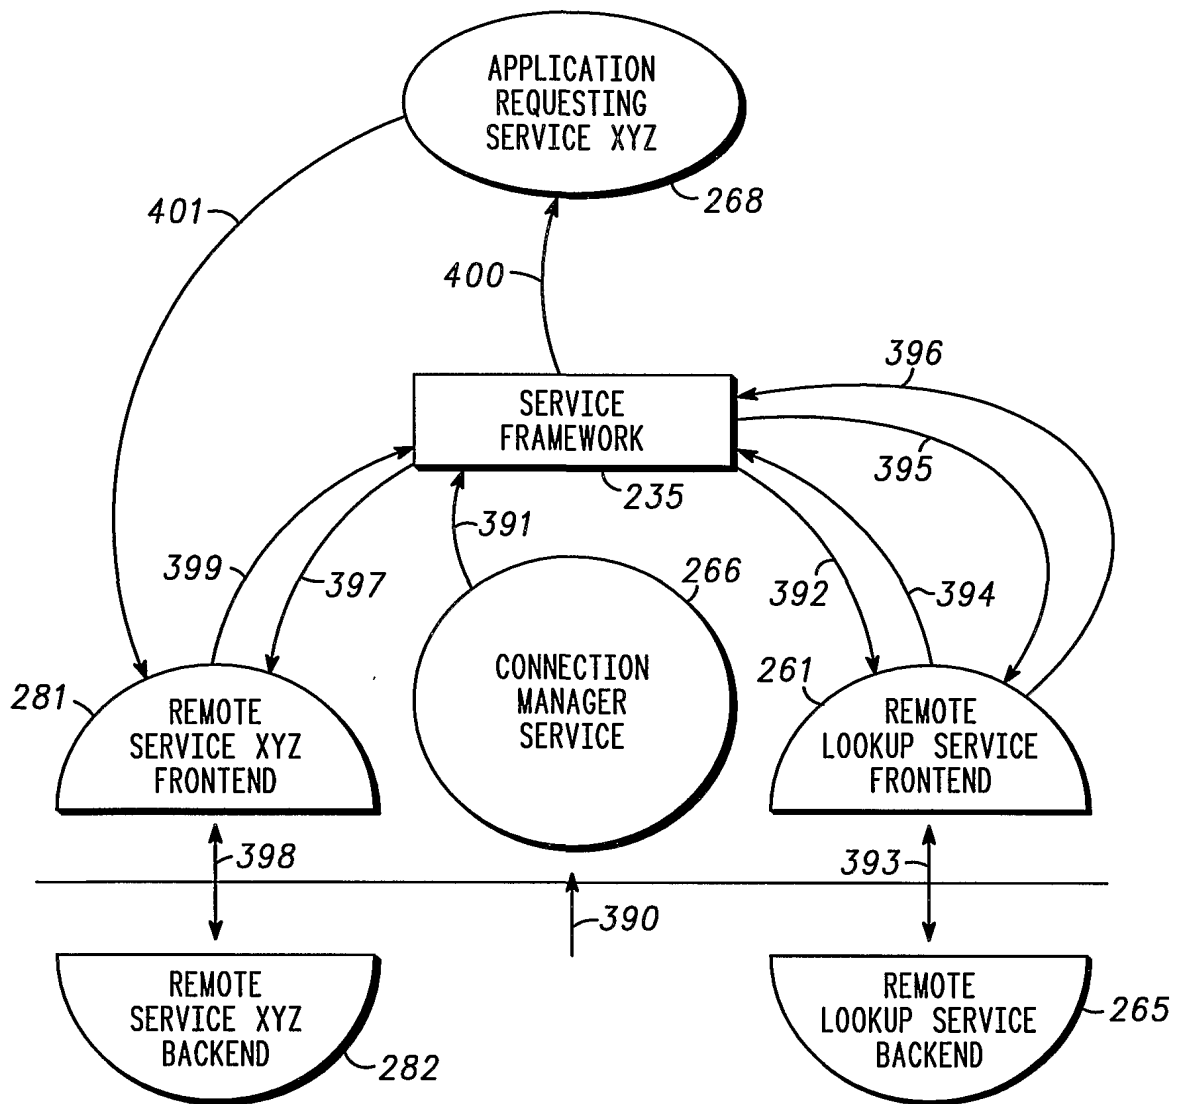 APPLICATION
REQUESTING
SERVICE XYZ
268
401
400
396
SERVICE
FRAMEWORK
395
235
391
399
397
266
392
394
CONNECTION
MANAGER
SERVICE
281
REMOTE
SERVICE XYZ
FRONTEND
261
REMOTE
LOOKUP SERVICE
FRONTEND
398
393
390
REMOTE
SERVICE XYZ
BACKEND
282
REMOTE
LOOKUP SERVICE
BACKEND
265